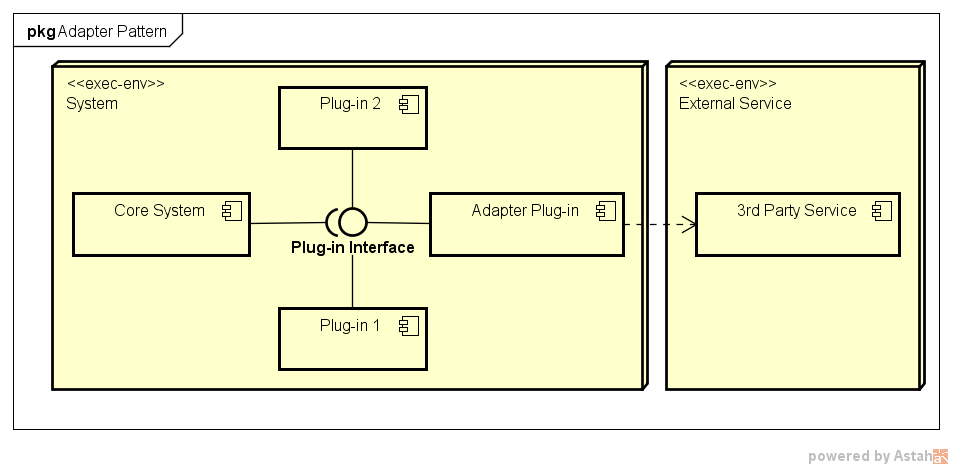 pkg Adapter Pattern
<<exec-env>>
System
<<exec-env>>
External Service
Plug-in 2
Core System
Adapter Plug-in
3rd Party Service
Plug-in Interface
Plug-in 1
powered by Astah